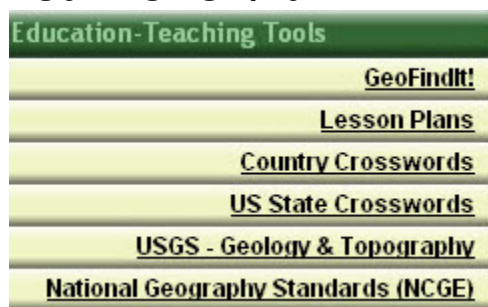 Education-Teaching Tools
GeoFindIt!
Lesson Plans
Country Crosswords
US State Crosswords
USGS - Geology & Topography
National Geography Standards (NCGE)